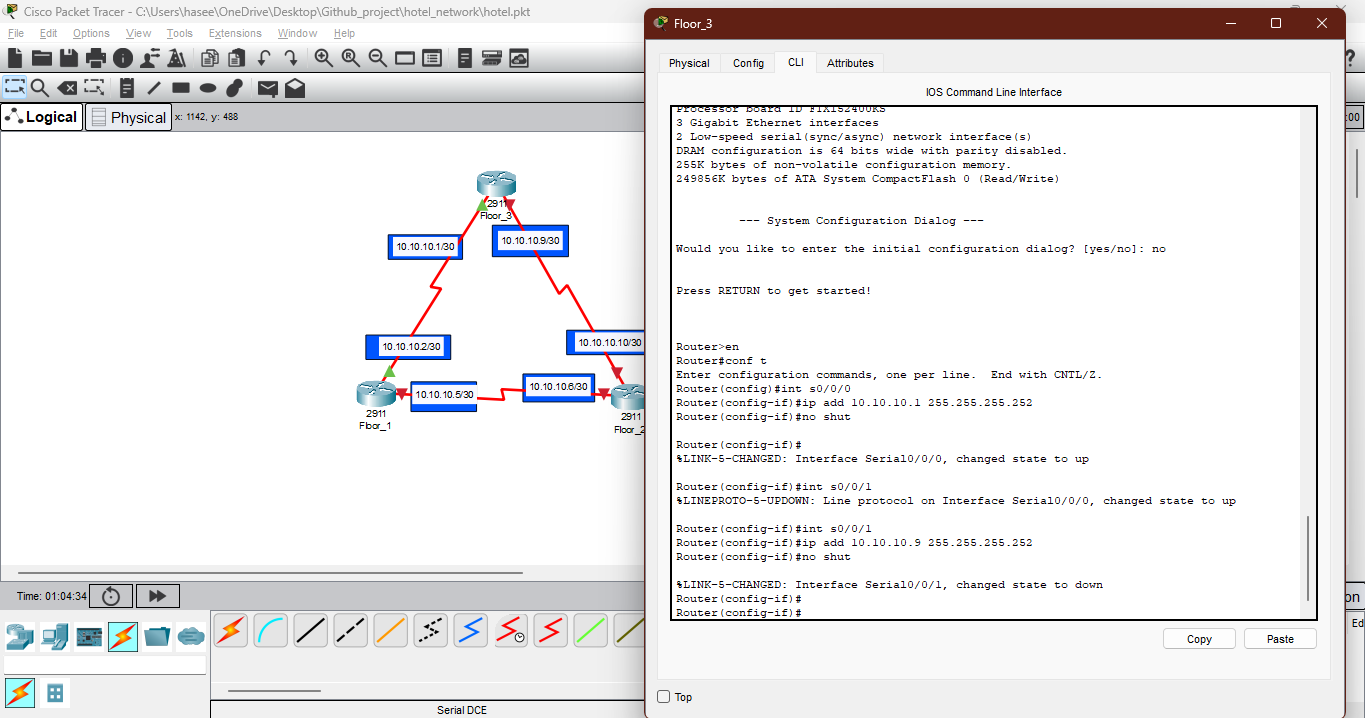 Cisco Packet Tracer - C:\Users\hasee\OneDrive\Desktop\Github_project\hotel_network\hotel.pkt
File Edit Options View Tools Extensions Window Help
Logical Physical x: 1142, y: 488
2911
Floor_3
10.10.10.1/30
10.10.10.9/30
10.10.10.2/30
10.10.10.10/30
10.10.10.5/30
10.10.10.6/30
2911
Floor_1
2911
Floor_2
Time: 01:04:34
Serial DCE
Floor_3
Physical Config CLI Attributes
IOS Command Line Interface
Processor board ID FTX152400KS
3 Gigabit Ethernet interfaces
2 Low-speed serial(sync/async) network interface(s)
DRAM configuration is 64 bits wide with parity disabled.
255K bytes of non-volatile configuration memory.
249856K bytes of ATA System CompactFlash 0 (Read/Write)
--- System Configuration Dialog ---
Would you like to enter the initial configuration dialog? [yes/no]: no
Press RETURN to get started!
Router>en
Router#conf t
Enter configuration commands, one per line.  End with CNTL/Z.
Router(config)#int s0/0/0
Router(config-if)#ip add 10.10.10.1 255.255.255.252
Router(config-if)#no shut
Router(config-if)#
%LINK-5-CHANGED: Interface Serial0/0/0, changed state to up
Router(config-if)#int s0/0/1
%LINEPROTO-5-UPDOWN: Line protocol on Interface Serial0/0/0, changed state to up
Router(config-if)#int s0/0/1
Router(config-if)#ip add 10.10.10.9 255.255.255.252
Router(config-if)#no shut
%LINK-5-CHANGED: Interface Serial0/0/1, changed state to down
Router(config-if)#
Router(config-if)#
Copy Paste
Top
:00
on
Ed